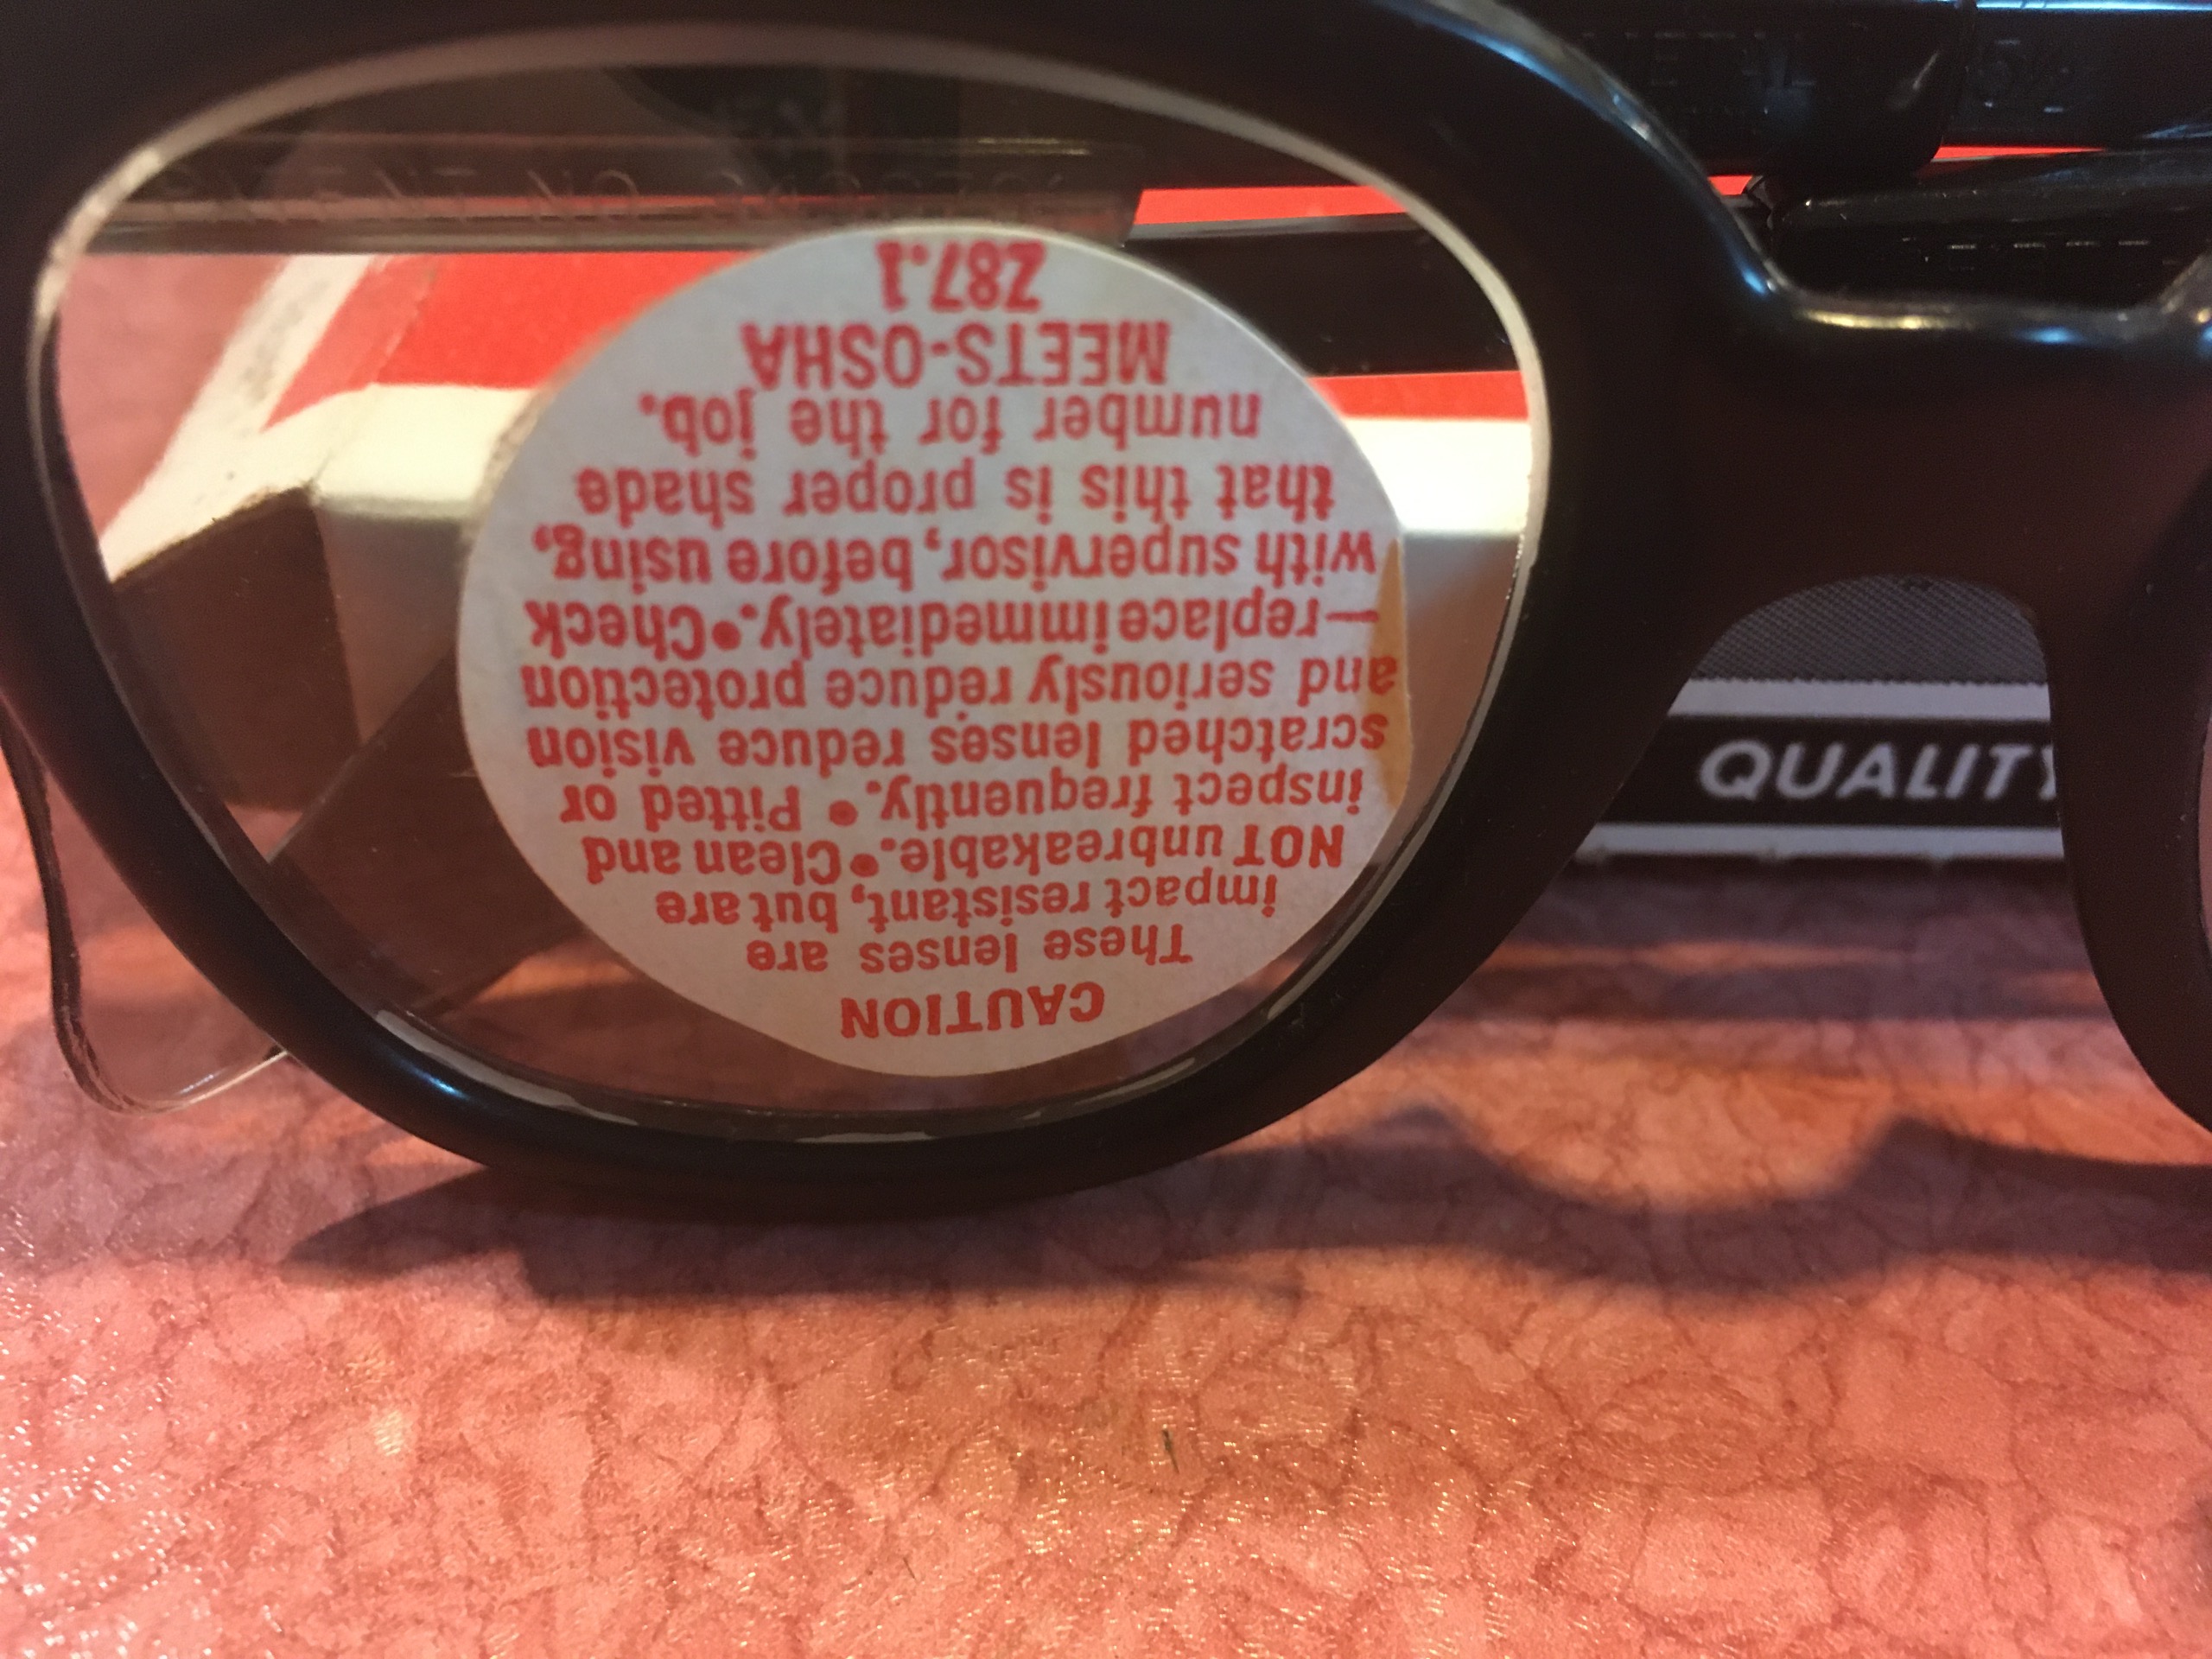 CAUTION
These lenses are
impact resistant, but are
NOT unbreakable. • Clean and
inspect frequently. • Pitted or
scratched lenses reduce vision
and seriously reduce protection
—replace immediately. • Check
with supervisor, before using,
that this is proper shade
number for the job.
MEETS-OSHA
Z87.1
QUALITY